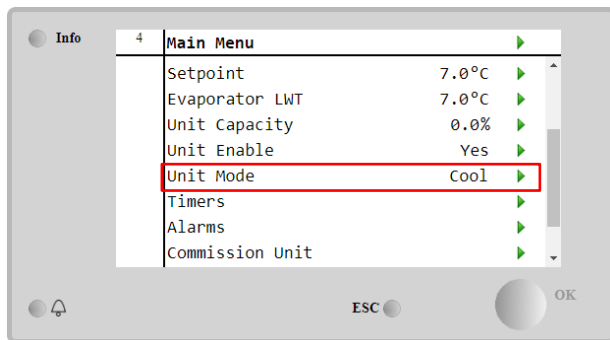 Info
4 Main Menu
Setpoint 7.0°C
Evaporator LWT 7.0°C
Unit Capacity 0.0%
Unit Enable Yes
Unit Mode Cool
Timers
Alarms
Commission Unit
ESC
OK